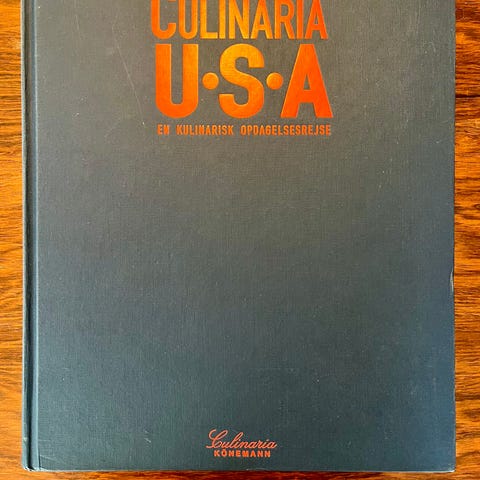 CULINARIA
U•S•A
EN KULINARISK OPDAGELSESREJSE
Culinaria
KÖNEMANN